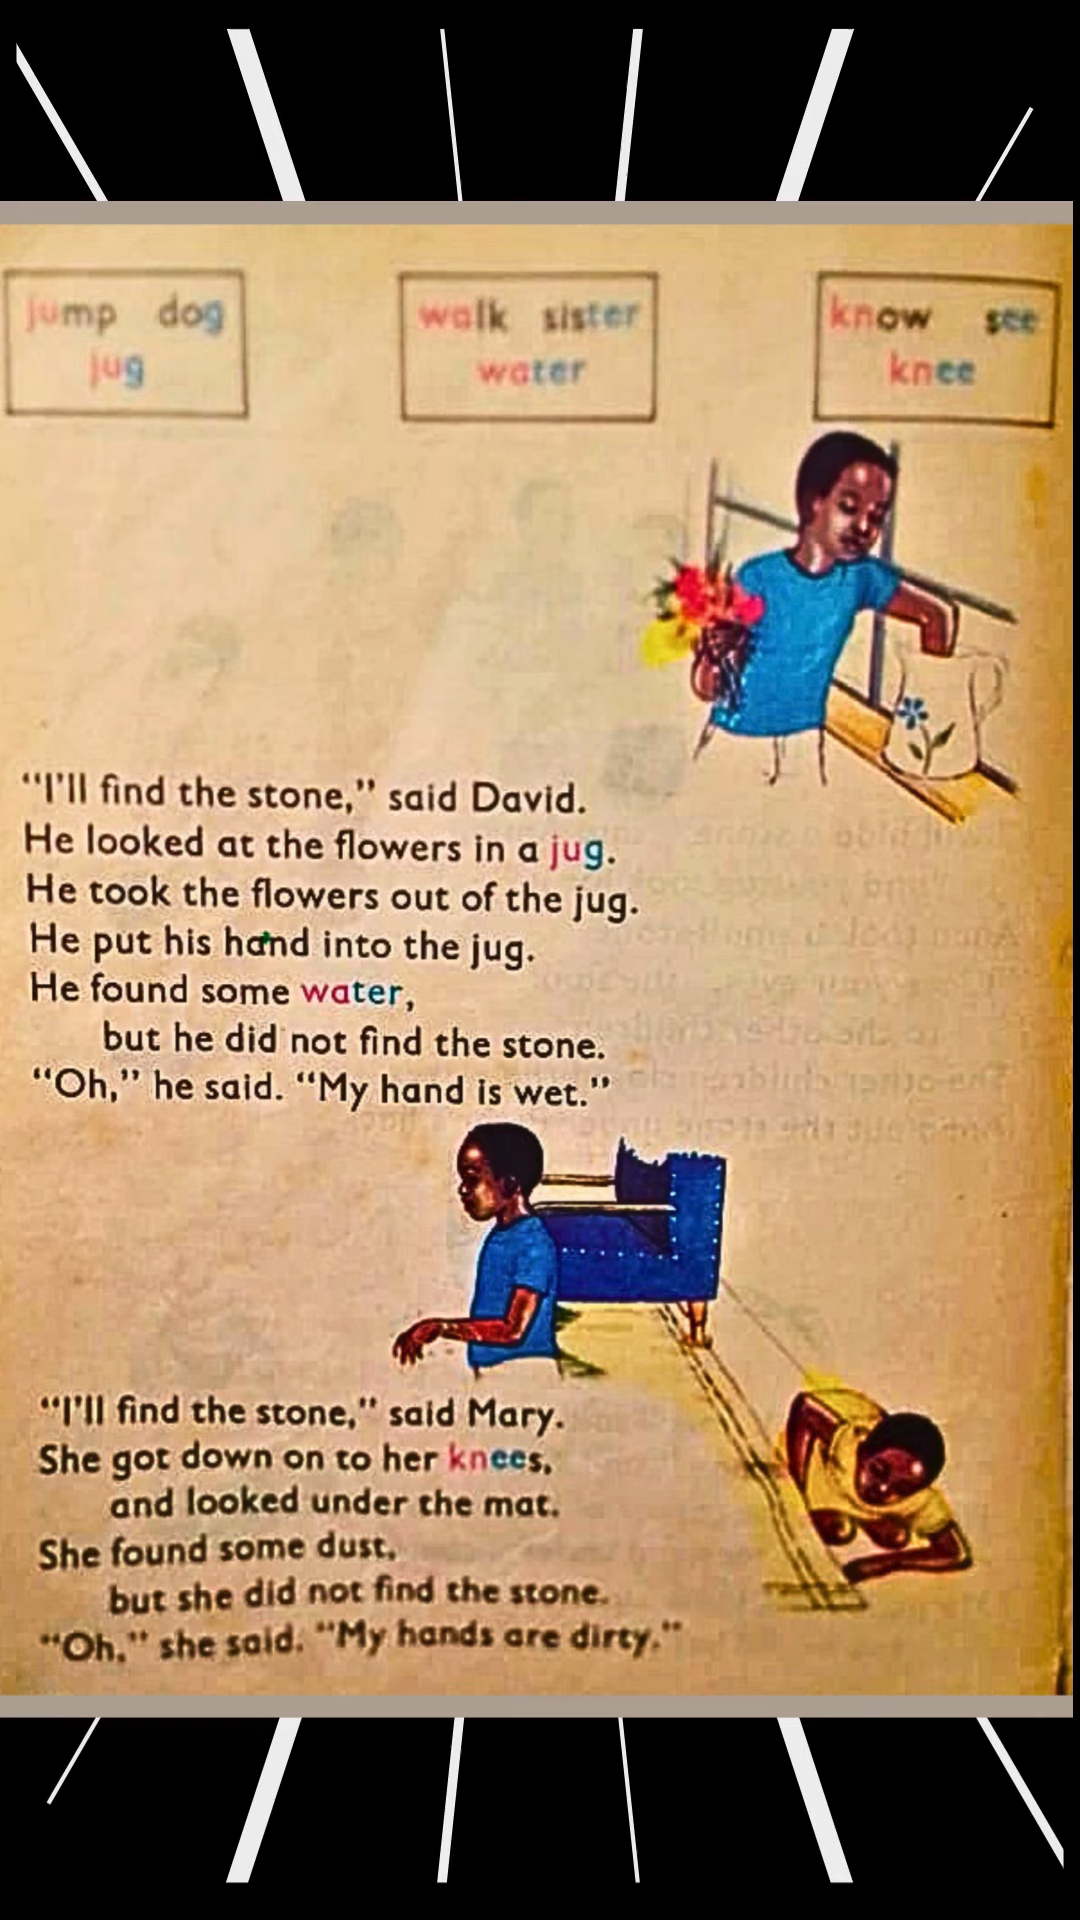 jump dog
jug
walk sister
water
know see
knee
“I’ll find the stone,” said David.
He looked at the flowers in a jug.
He took the flowers out of the jug.
He put his hand into the jug.
He found some water,
but he did not find the stone.
“Oh,” he said. “My hand is wet.”
“I’ll find the stone,” said Mary.
She got down on to her knees,
and looked under the mat.
She found some dust,
but she did not find the stone.
“Oh,” she said. “My hands are dirty.”